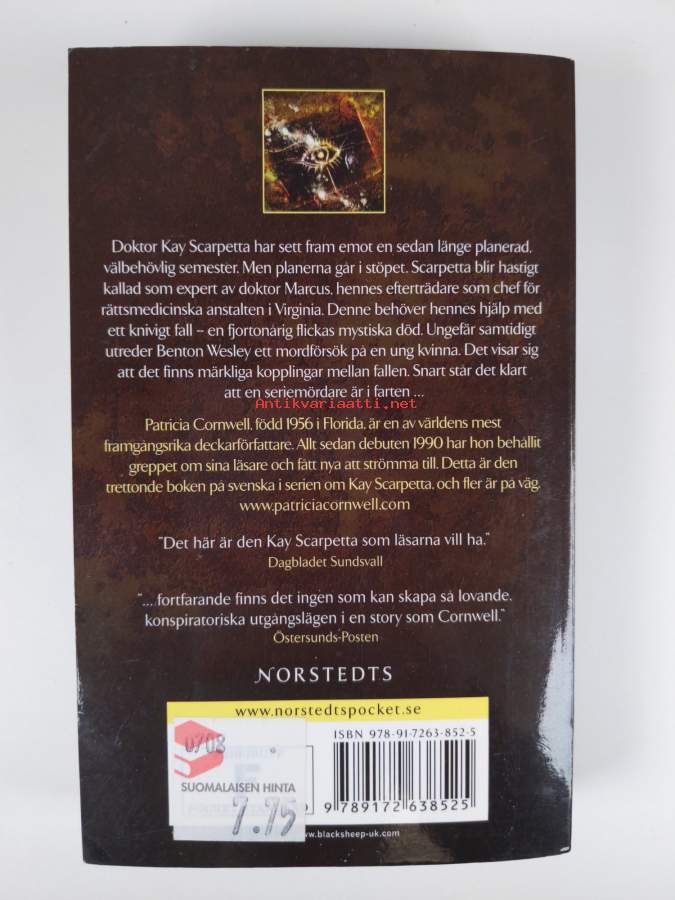 Doktor Kay Scarpetta har sett fram emot en sedan länge planerad,
välbehövlig semester. Men planerna går i stöpet. Scarpetta blir hastigt
kallad som expert av doktor Marcus, hennes efterträdare som chef för
rättsmedicinska anstalten i Virginia. Denne behöver hennes hjälp med
ett knivigt fall – en fjortonårig flickas mystiska död. Ungefär samtidigt
utreder Benton Wesley ett mordförsök på en ung kvinna. Det visar sig
att det finns märkliga kopplingar mellan fallen. Snart står det klart
att en seriemördare är i farten ...
Antikvariaatti.net
Patricia Cornwell, född 1956 i Florida, är en av världens mest
framgångsrika deckarförfattare. Allt sedan debuten 1990 har hon behållit
greppet om sina läsare och fått nya att strömma till. Detta är den
trettonde boken på svenska i serien om Kay Scarpetta, och fler är på väg.
www.patriciacornwell.com
"Det här är den Kay Scarpetta som läsarna vill ha."
Dagbladet Sundsvall
"... fortfarande finns det ingen som kan skapa så lovande,
konspiratoriska utgångslägen i en story som Cornwell."
Östersunds-Posten
NORSTEDTS
www.norstedtspocket.se
ISBN 978-91-7263-852-5
0708
SUOMALAISEN HINTA
7.75
9 789172 638525
www.blacksheep-uk.com